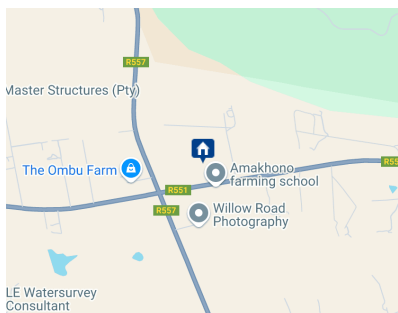 R557
Master Structures (Pty)
The Ombu Farm
Amakhono
farming school
R55
R551
R557
Willow Road
Photography
LE Watersurvey
Consultant